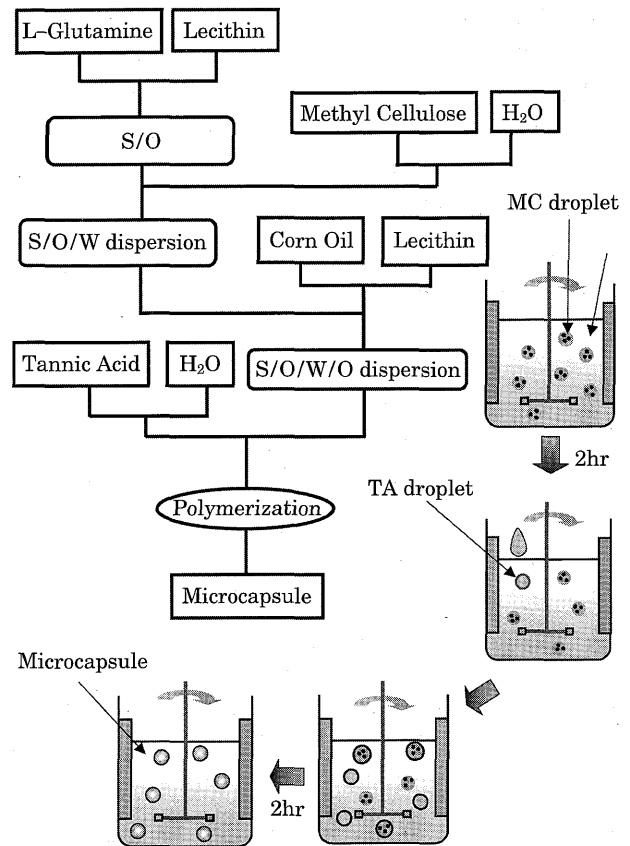 L–Glutamine
Lecithin
S/O
Methyl Cellulose
H₂O
S/O/W dispersion
Corn Oil
Lecithin
MC droplet
Tannic Acid
H₂O
S/O/W/O dispersion
2hr
Polymerization
TA droplet
Microcapsule
Microcapsule
2hr